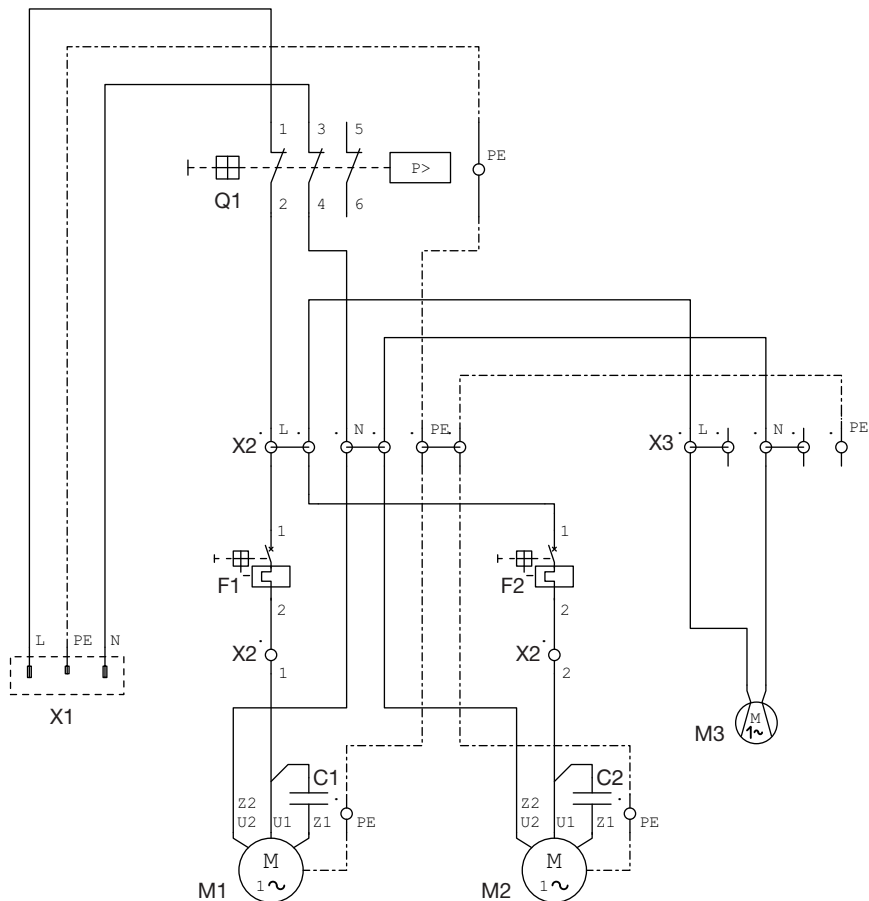 1 3 5
PE
P>
Q1
2 4 6
X2 L N PE
X3 L N PE
1 1
F1 F2
2 2
L PE N
X2 X2
1 2
X1
M
1~
M3
C1 C2
Z2 Z2
U2 U1 Z1 PE U2 U1 Z1 PE
M M
1~ 1~
M1 M2